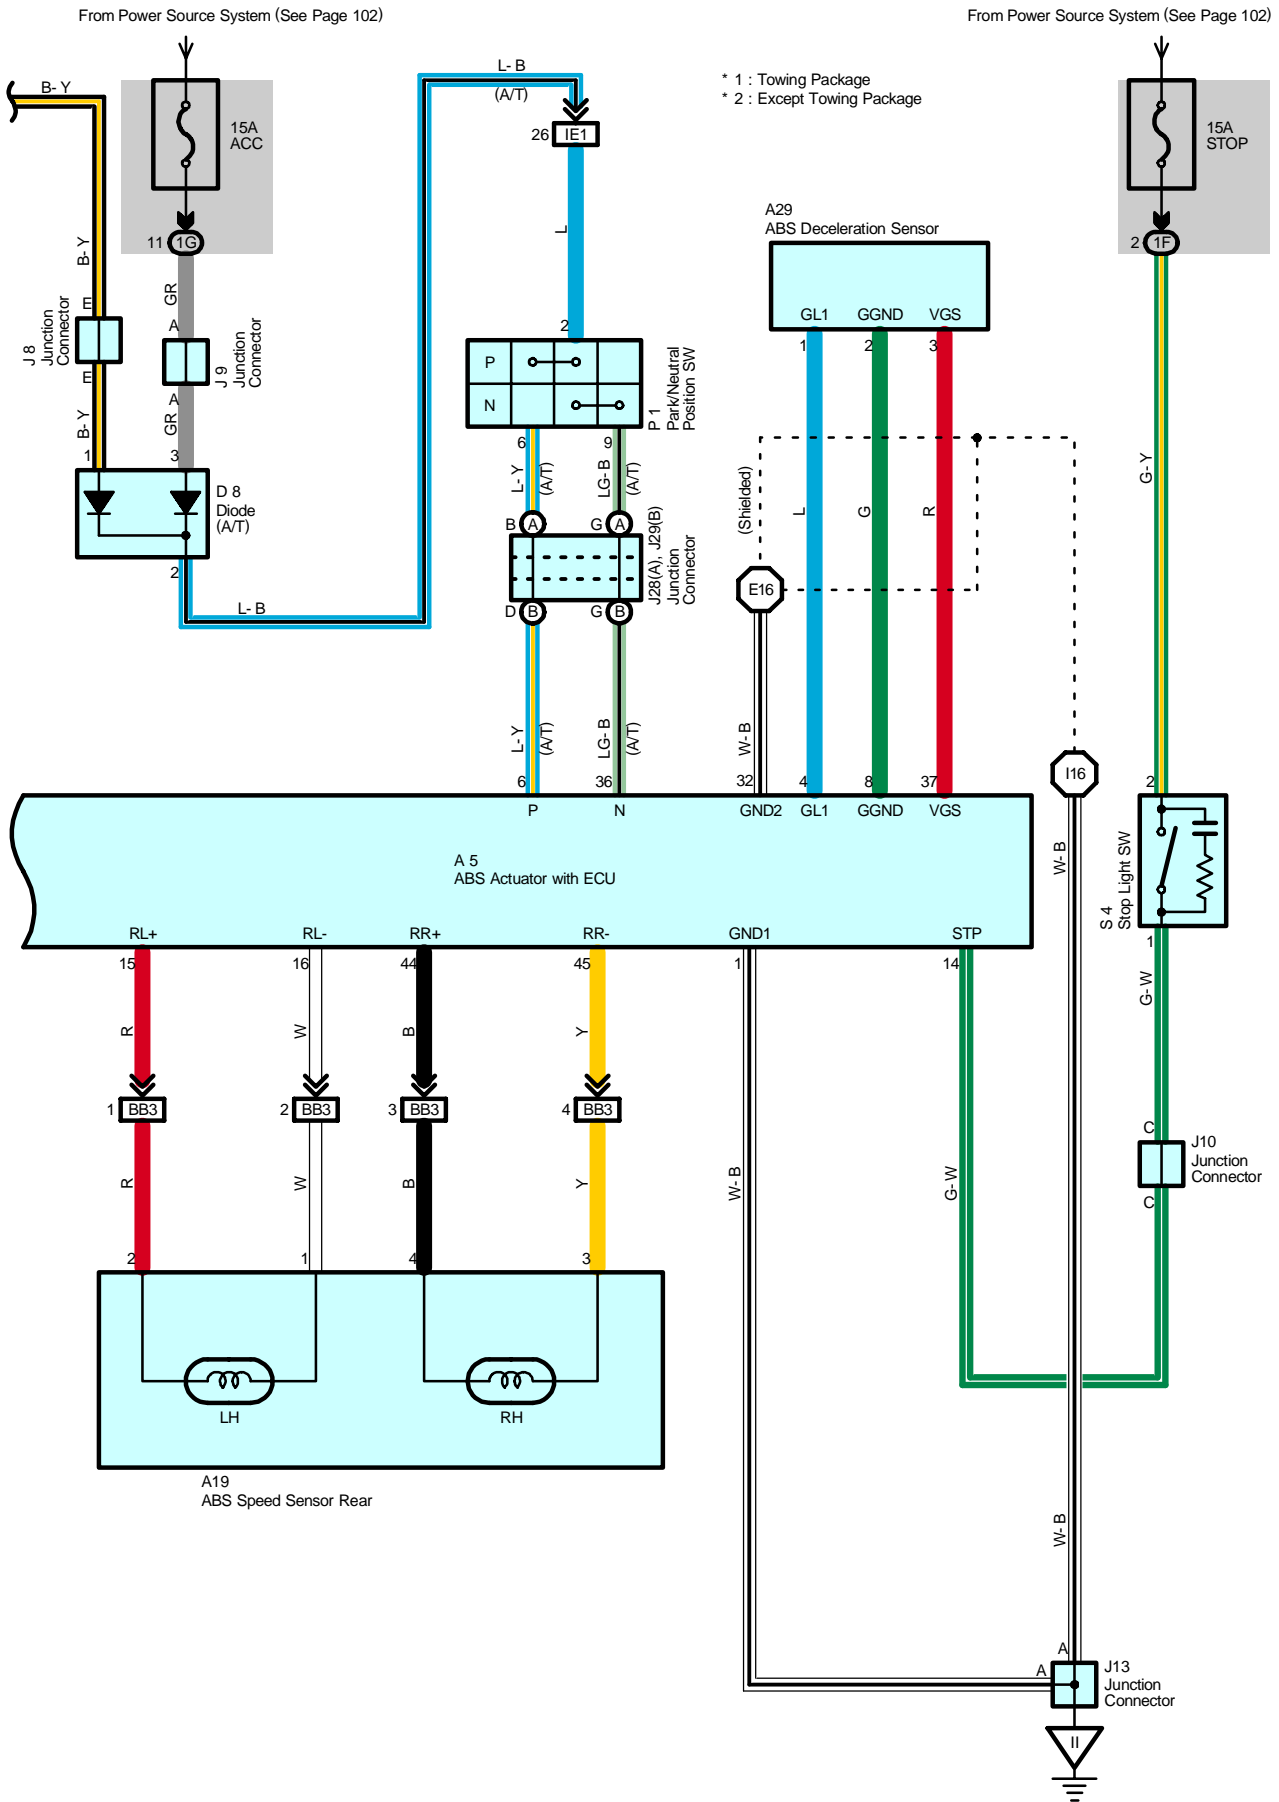 From Power Source System (See Page 102)
From Power Source System (See Page 102)
B- Y
L- B
(A/T)
* 1 : Towing Package
* 2 : Except Towing Package
15A
ACC
26 IE1
15A
STOP
A29
ABS Deceleration Sensor
11 1G
2 1F
B- Y
L
GR
GL1 GGND VGS
1 2 3
E
A
J 8
Junction
Connector
J 9
Junction
Connector
E
A
2
P
N
P 1
Park/Neutral
Position SW
B- Y
GR
1
3
6
9
L- Y
(A/T)
LG- B
(A/T)
(Shielded)
L
G
R
G- Y
D 8
Diode
(A/T)
B A
G A
J28(A), J29(B)
Junction
Connector
2
L- B
D B
G B
E16
L- Y
(A/T)
LG- B
(A/T)
W- B
I16
6
36
32
4
8
37
2
P N GND2 GL1 GGND VGS
A 5
ABS Actuator with ECU
W- B
S 4
Stop Light SW
RL+ RL- RR+ RR- GND1 STP
15 16 44 45 1 14
1
R W B Y
G- W
1 BB3
2 BB3
3 BB3
4 BB3
C
J10
Junction
Connector
C
R W B Y
W- B
G- W
2 1 4 3
LH
RH
A19
ABS Speed Sensor Rear
W- B
A
A
J13
Junction
Connector
II